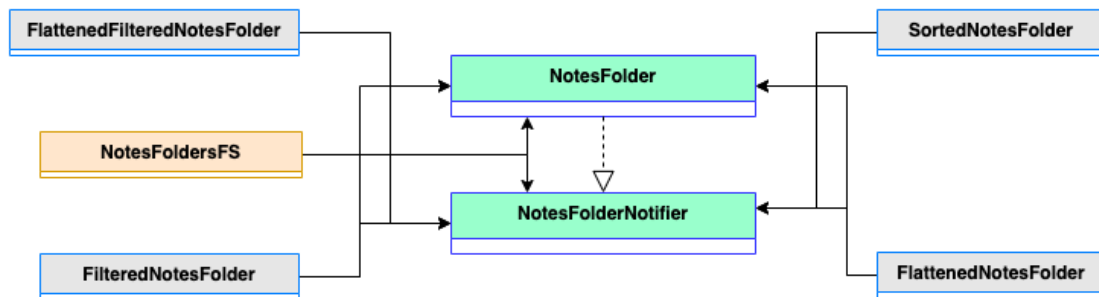 FlattenedFilteredNotesFolder
SortedNotesFolder
NotesFolder
NotesFoldersFS
NotesFolderNotifier
FilteredNotesFolder
FlattenedNotesFolder